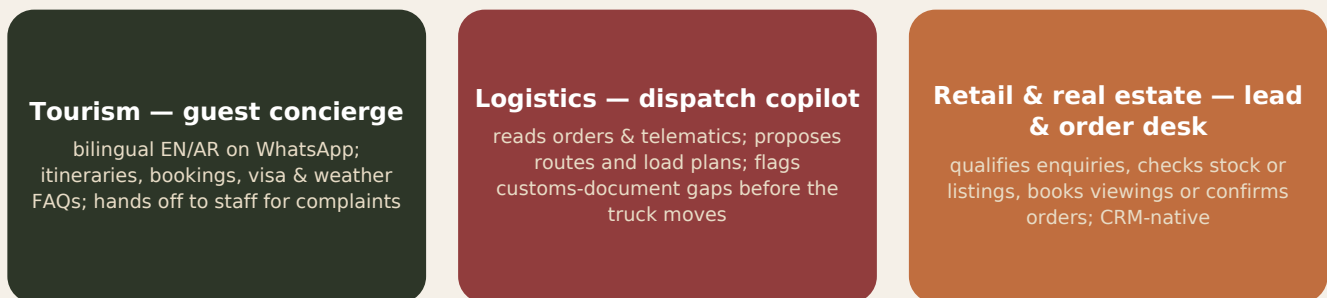 Tourism — guest concierge
bilingual EN/AR on WhatsApp;
itineraries, bookings, visa & weather
FAQs; hands off to staff for complaints
Logistics — dispatch copilot
reads orders & telematics; proposes
routes and load plans; flags
customs-document gaps before the
truck moves
Retail & real estate — lead
& order desk
qualifies enquiries, checks stock or
listings, books viewings or confirms
orders; CRM-native